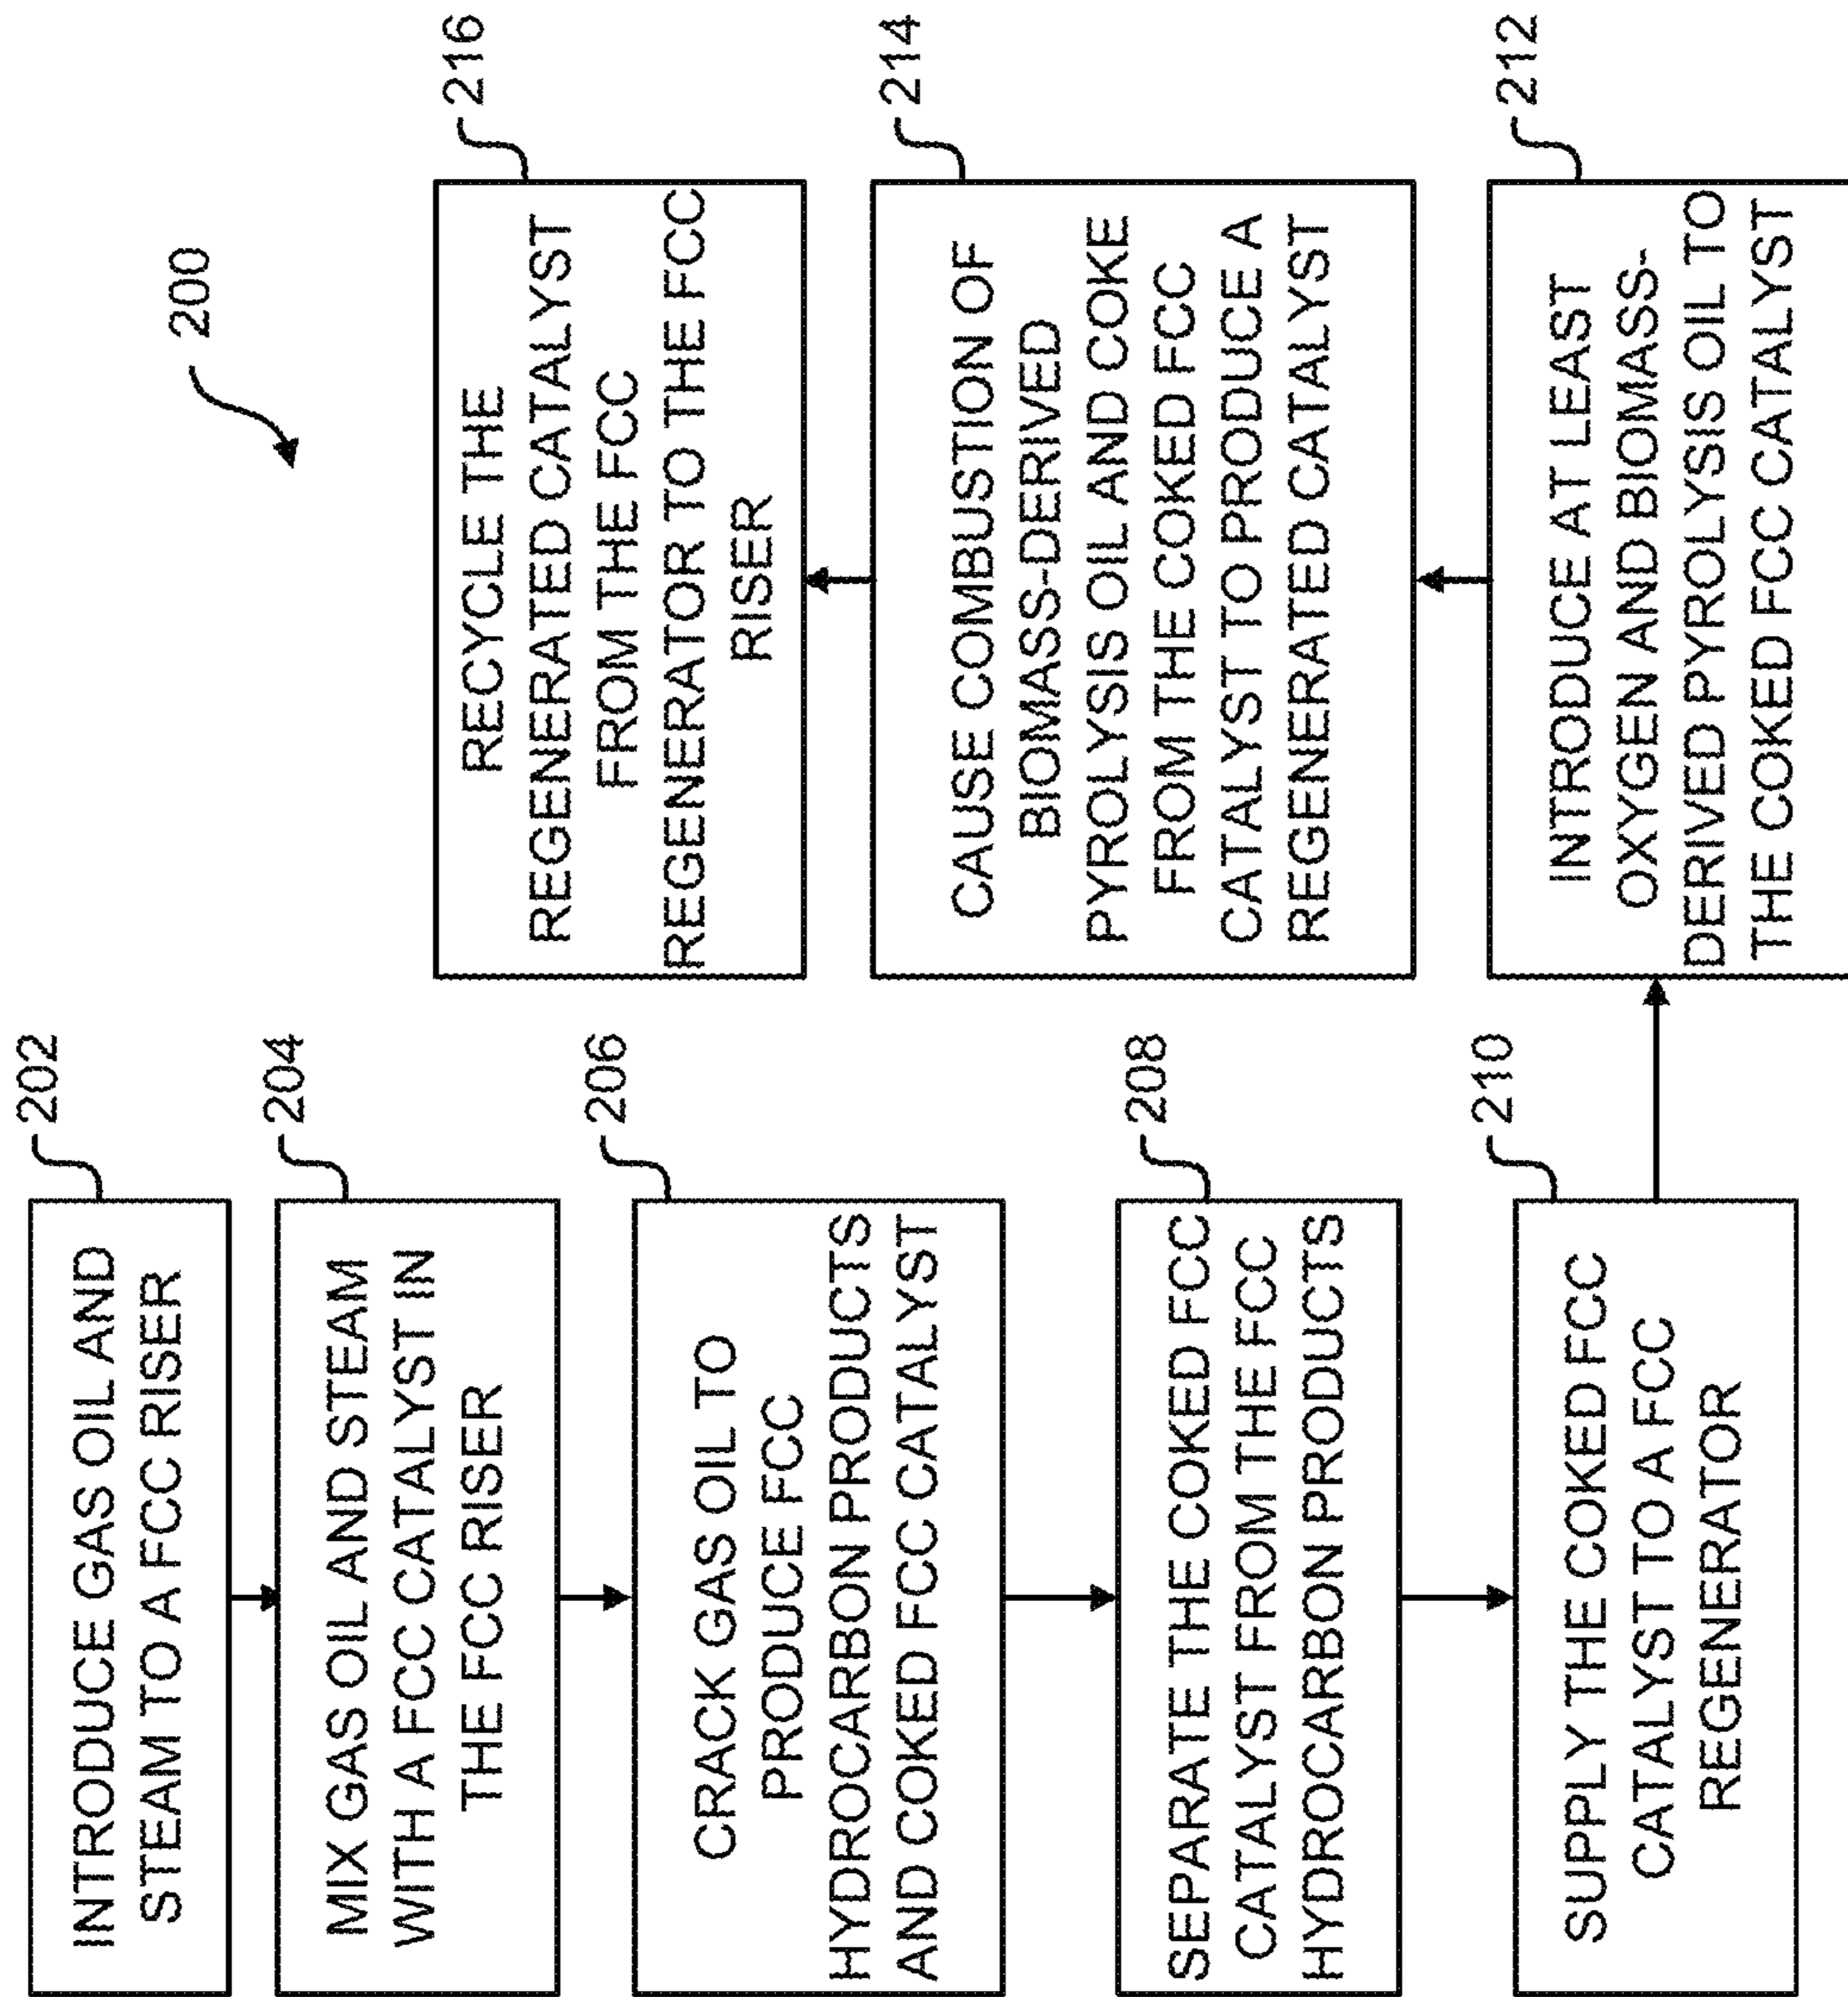 200
202
INTRODUCE GAS OIL AND
STEAM TO A FCC RISER
204
MIX GAS OIL AND STEAM
WITH A FCC CATALYST IN
THE FCC RISER
206
CRACK GAS OIL TO
PRODUCE FCC
HYDROCARBON PRODUCTS
AND COKED FCC CATALYST
208
SEPARATE THE COKED FCC
CATALYST FROM THE FCC
HYDROCARBON PRODUCTS
210
SUPPLY THE COKED FCC
CATALYST TO A FCC
REGENERATOR
212
INTRODUCE AT LEAST
OXYGEN AND BIOMASS-
DERIVED PYROLYSIS OIL TO
THE COKED FCC CATALYST
214
CAUSE COMBUSTION OF
BIOMASS-DERIVED
PYROLYSIS OIL AND COKE
FROM THE COKED FCC
CATALYST TO PRODUCE A
REGENERATED CATALYST
216
RECYCLE THE
REGENERATED CATALYST
FROM THE FCC
REGENERATOR TO THE FCC
RISER